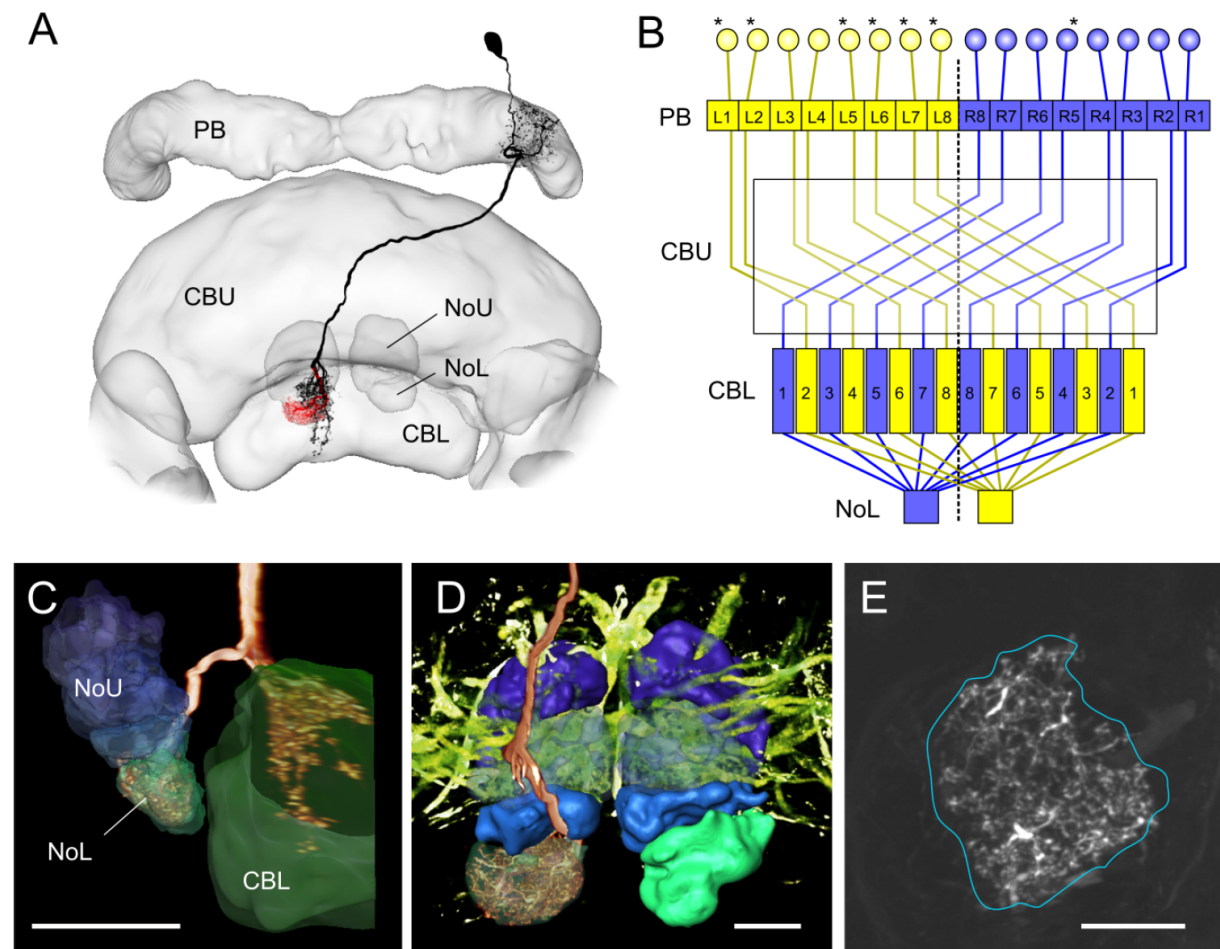 A
PB
CBU
NoU
NoL
CBL
B
* * * * * * *
PB L1 L2 L3 L4 L5 L6 L7 L8 R8 R7 R6 R5 R4 R3 R2 R1
CBU
CBL 1 2 3 4 5 6 7 8 8 7 6 5 4 3 2 1
NoL
C
NoU
NoL
CBL
D
E